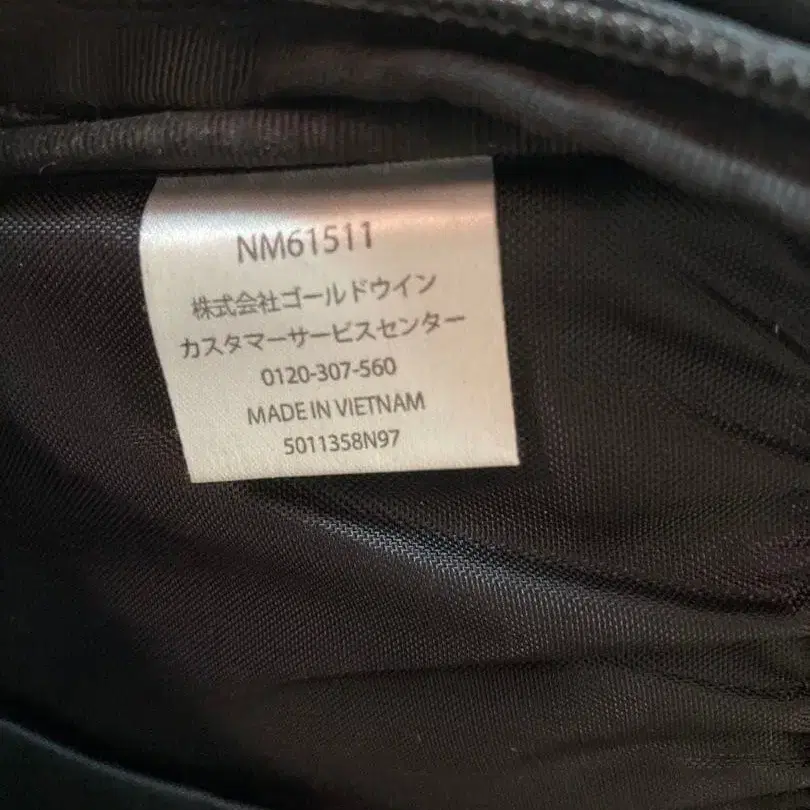 NM61511
株式会社ゴールドウイン
カスタマーサービスセンター
0120-307-560
MADE IN VIETNAM
5011358N97